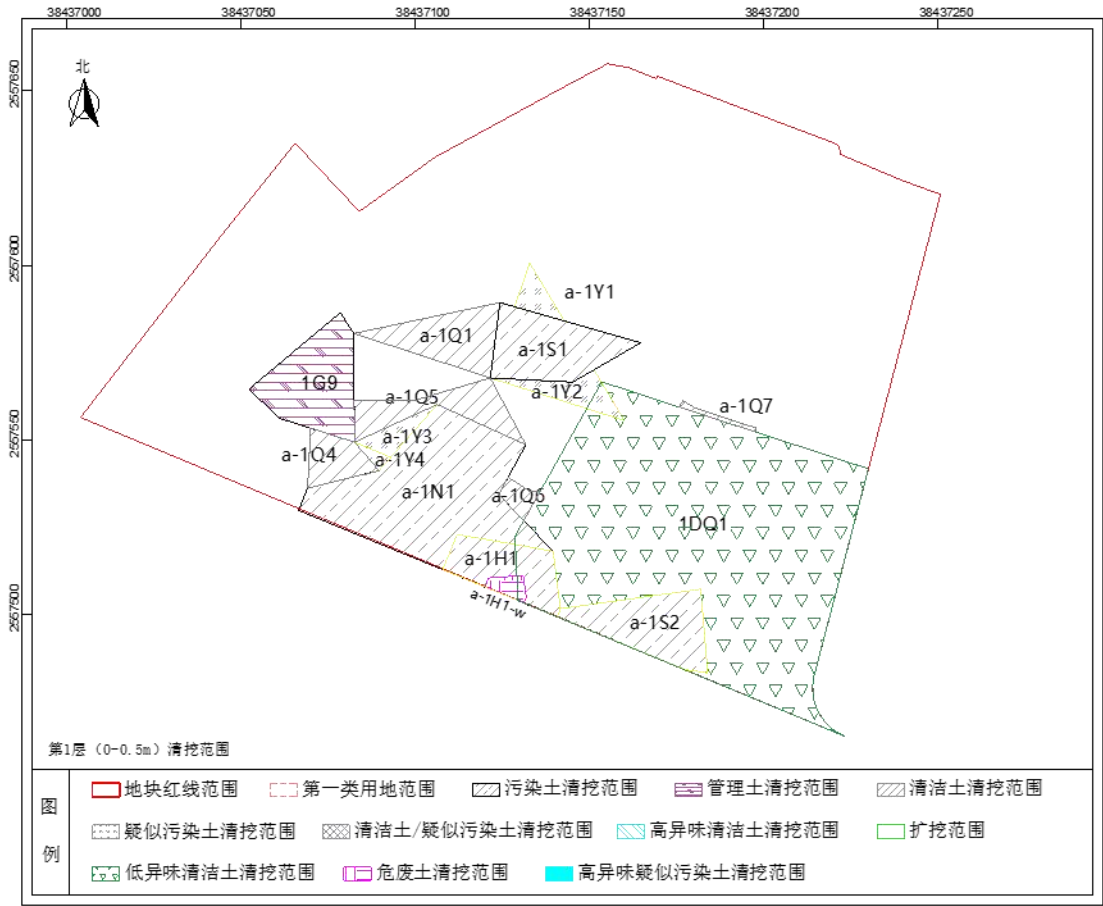 38437000 38437050 38437100 38437150 38437200 38437250
北
2557650
2557600
2557550
2557500
a-1Y1
a-1Q1
a-1S1
1G9
a-1Y2
a-1Q5
a-1Q7
a-1Y3
a-1Q4
a-1Y4
a-1N1
a-1Q6
1DQ1
a-1H1
a-1H1-w
a-1S2
第1层（0-0.5m）清挖范围
图例
地块红线范围 第一类用地范围 污染土清挖范围 管理土清挖范围 清洁土清挖范围
疑似污染土清挖范围 清洁土/疑似污染土清挖范围 高异味清洁土清挖范围 扩挖范围
低异味清洁土清挖范围 危废土清挖范围 高异味疑似污染土清挖范围